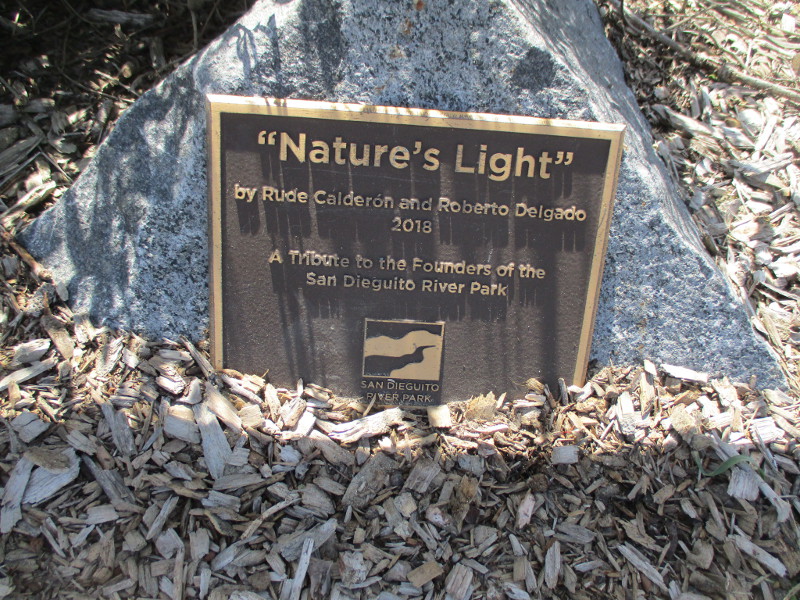 “Nature’s Light”
by Rude Calderón and Roberto Delgado
2018
A Tribute to the Founders of the
San Dieguito River Park
SAN DIEGUITO
RIVER PARK